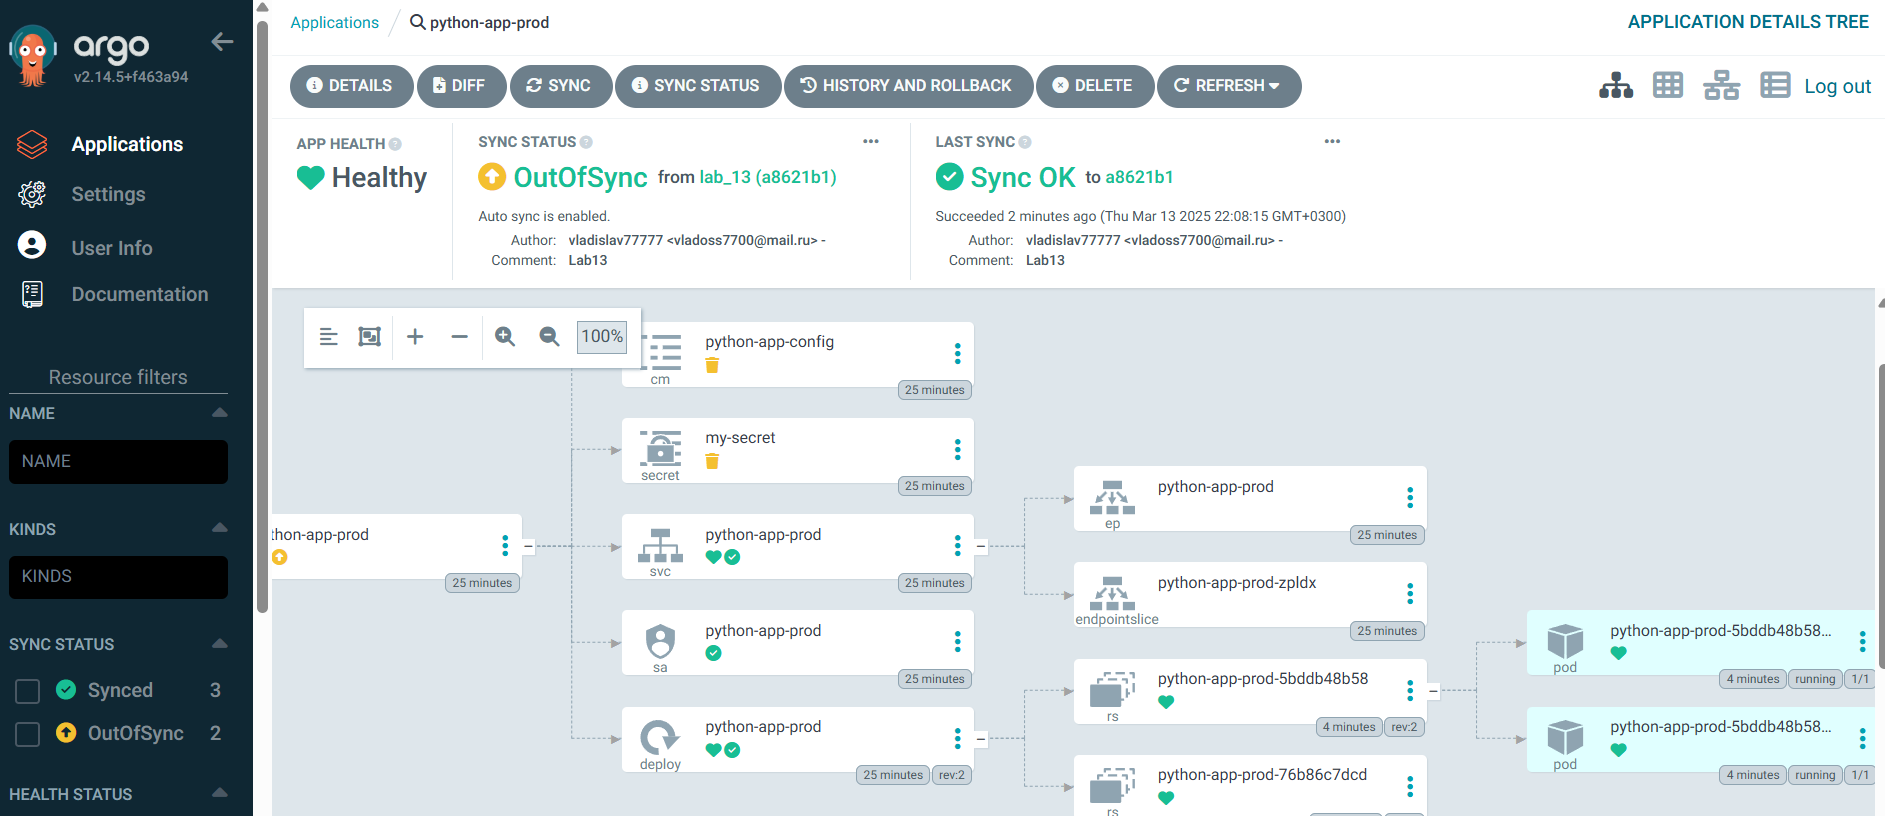 argo
v2.14.5+f463a94
Applications
Settings
User Info
Documentation
Resource filters
NAME
NAME
KINDS
KINDS
SYNC STATUS
Synced 3
OutOfSync 2
HEALTH STATUS
Applications / python-app-prod
APPLICATION DETAILS TREE
DETAILS
DIFF
SYNC
SYNC STATUS
HISTORY AND ROLLBACK
DELETE
REFRESH
Log out
APP HEALTH
Healthy
SYNC STATUS
OutOfSync from lab_13 (a8621b1)
Auto sync is enabled.
Author: vladislav77777 <vladoss7700@mail.ru> -
Comment: Lab13
LAST SYNC
Sync OK to a8621b1
Succeeded 2 minutes ago (Thu Mar 13 2025 22:08:15 GMT+0300)
Author: vladislav77777 <vladoss7700@mail.ru> -
Comment: Lab13
100%
thon-app-prod
25 minutes
python-app-config
cm
25 minutes
my-secret
secret
25 minutes
python-app-prod
svc
25 minutes
python-app-prod
sa
25 minutes
python-app-prod
deploy
25 minutes rev:2
python-app-prod
ep
25 minutes
python-app-prod-zpldx
endpointslice
25 minutes
python-app-prod-5bddb48b58
rs
4 minutes rev:2
python-app-prod-76b86c7dcd
rs
python-app-prod-5bddb48b58...
pod
4 minutes running 1/1
python-app-prod-5bddb48b58...
pod
4 minutes running 1/1